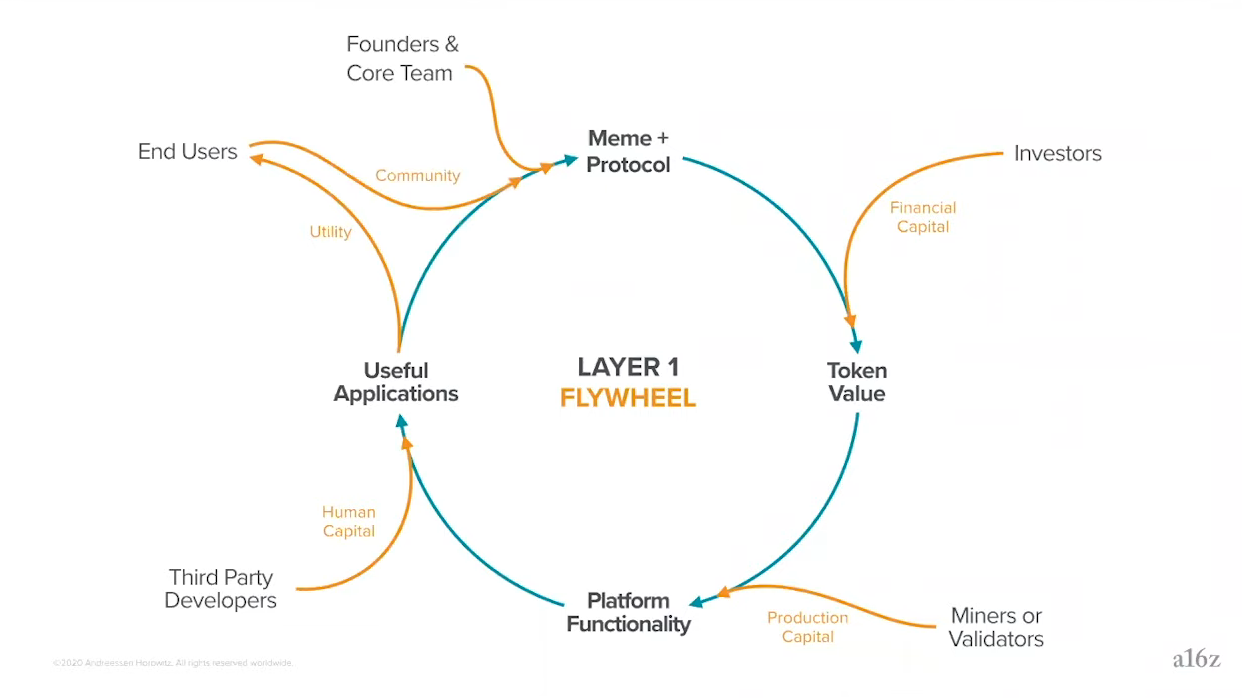 Founders &
Core Team
End Users
Community
Utility
Meme +
Protocol
Investors
Financial
Capital
Useful
Applications
LAYER 1
FLYWHEEL
Token
Value
Human
Capital
Third Party
Developers
Platform
Functionality
Production
Capital
Miners or
Validators
©2020 Andreessen Horowitz. All rights reserved worldwide.
a16z